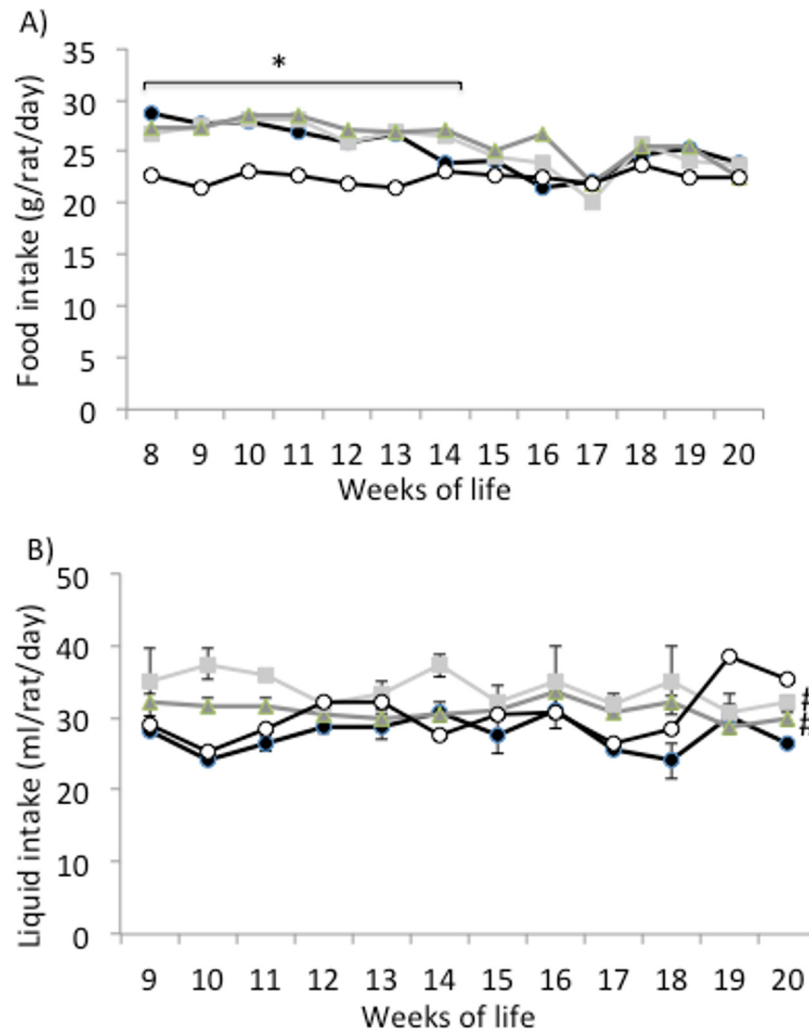 A)
*
Food intake (g/rat/day)
35
30
25
20
15
10
5
0
8 9 10 11 12 13 14 15 16 17 18 19 20
Weeks of life
B)
Liquid intake (ml/rat/day)
50
40
30
20
10
0
#
#
9 10 11 12 13 14 15 16 17 18 19 20
Weeks of life